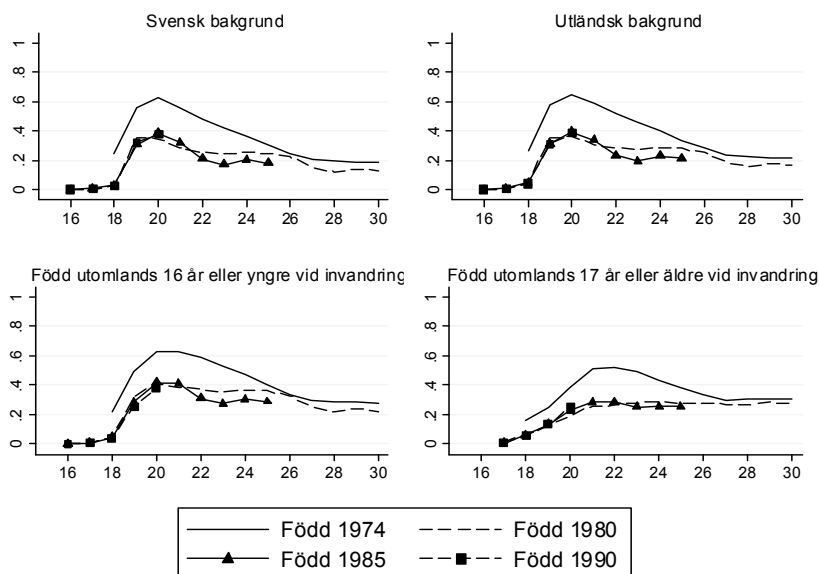 Svensk bakgrund
1
.8
.6
.4
.2
0
16 18 20 22 24 26 28 30
Utländsk bakgrund
1
.8
.6
.4
.2
0
16 18 20 22 24 26 28 30
Född utomlands 16 år eller yngre vid invandring
1
.8
.6
.4
.2
0
16 18 20 22 24 26 28 30
Född utomlands 17 år eller äldre vid invandring
1
.8
.6
.4
.2
0
16 18 20 22 24 26 28 30
Född 1974 Född 1980
Född 1985 Född 1990